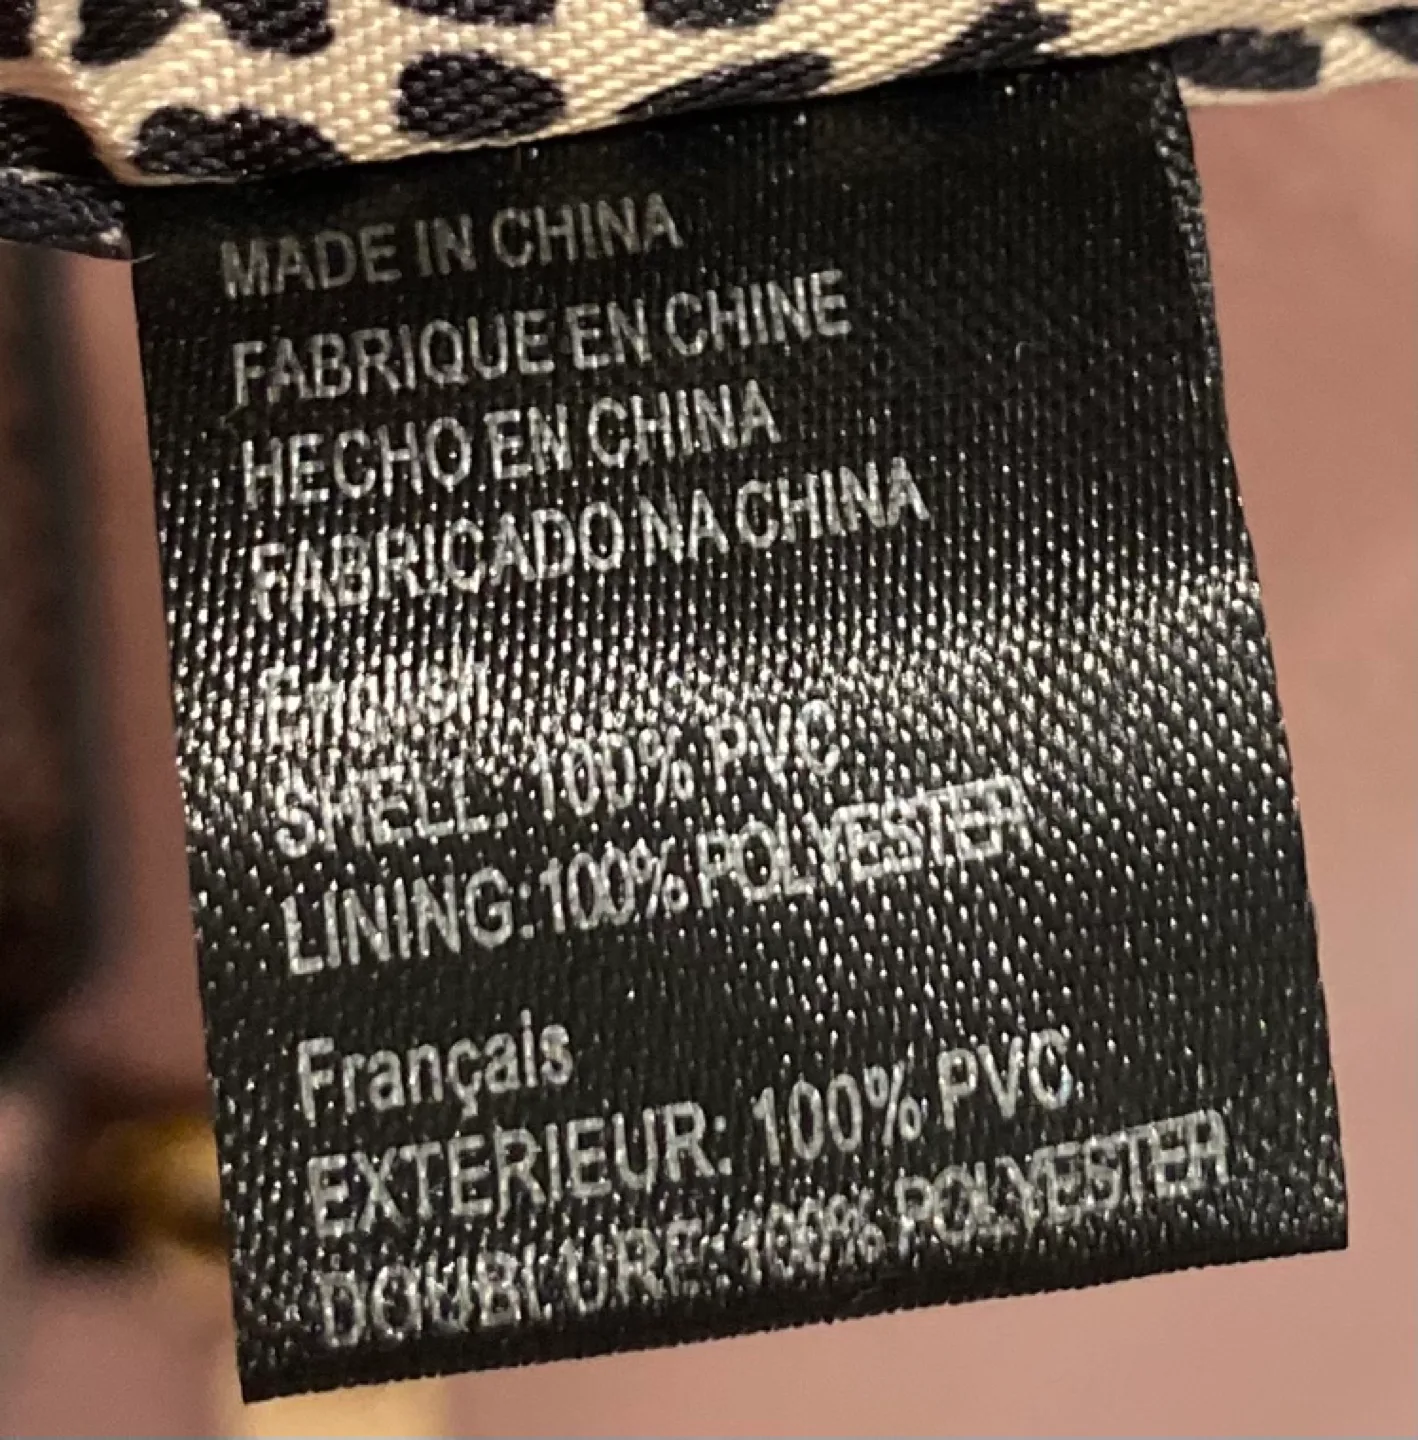 MADE IN CHINA
FABRIQUE EN CHINE
HECHO EN CHINA
FABRICADO NA CHINA
English
SHELL: 100% PVC
LINING: 100% POLYESTER
Français
EXTERIEUR: 100% PVC
DOUBLURE: 100% POLYESTER